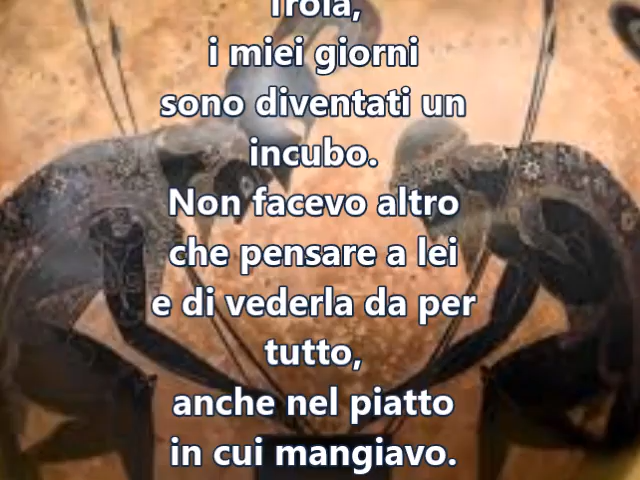 Troia,
i miei giorni
sono diventati un
incubo.
Non facevo altro
che pensare a lei
e di vederla da per
tutto,
anche nel piatto
in cui mangiavo.